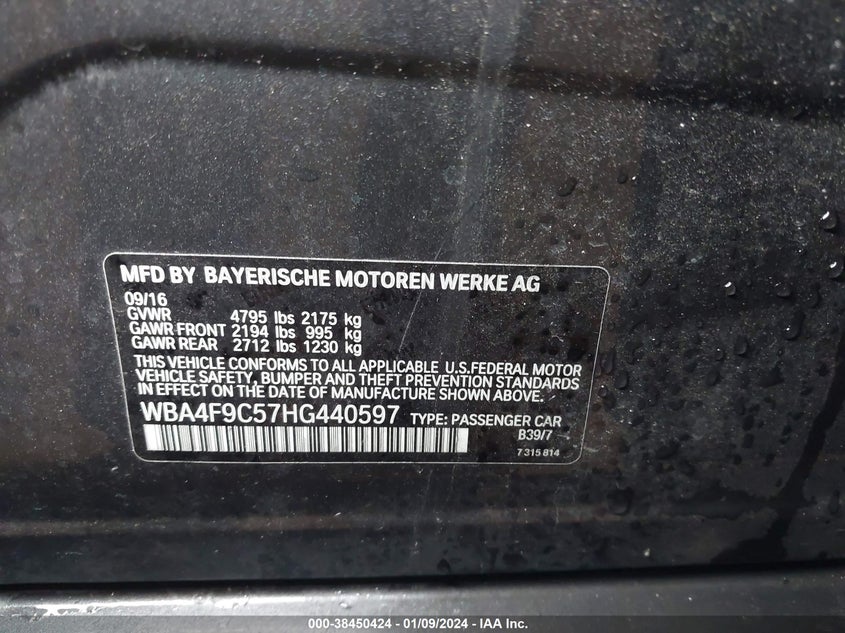 MFD BY BAYERISCHE MOTOREN WERKE AG
09/16
GVWR 4795 lbs 2175 kg
GAWR FRONT 2194 lbs 995 kg
GAWR REAR 2712 lbs 1230 kg
THIS VEHICLE CONFORMS TO ALL APPLICABLE U.S.FEDERAL MOTOR
VEHICLE SAFETY, BUMPER AND THEFT PREVENTION STANDARDS
IN EFFECT ON THE DATE OF MANUFACTURE SHOWN ABOVE.
WBA4F9C57HG440597 TYPE: PASSENGER CAR
B39/7
7 315 814
000-38450424 - 01/09/2024 - IAA Inc.